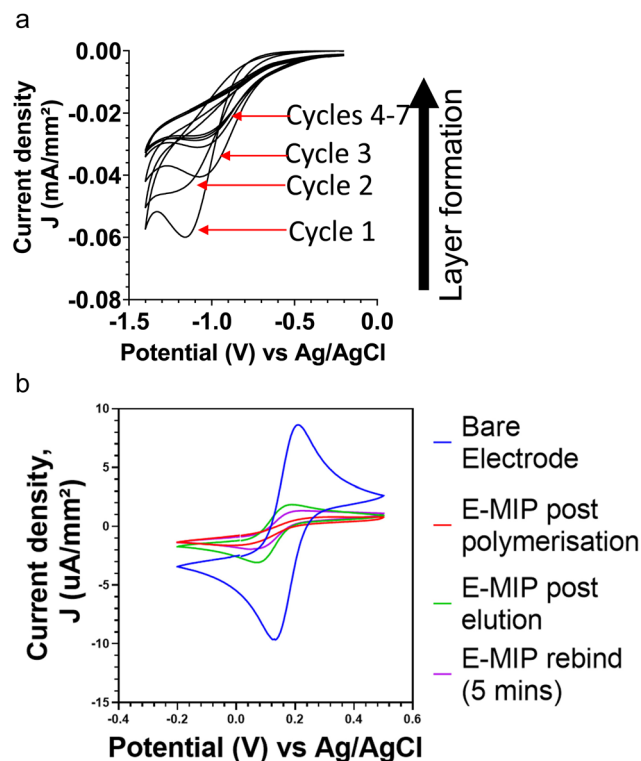 a
0.00
-0.02
-0.04
-0.06
-0.08
Current density
J (mA/mm²)
Cycles 4-7
Cycle 3
Cycle 2
Cycle 1
Layer formation
-1.5
-1.0
-0.5
0.0
Potential (V) vs Ag/AgCl
b
10
5
0
-5
-10
-15
Current density,
J (uA/mm²)
-0.4
-0.2
0.0
0.2
0.4
0.6
Potential (V) vs Ag/AgCl
Bare
Electrode
E-MIP post
polymerisation
E-MIP post
elution
E-MIP rebind
(5 mins)